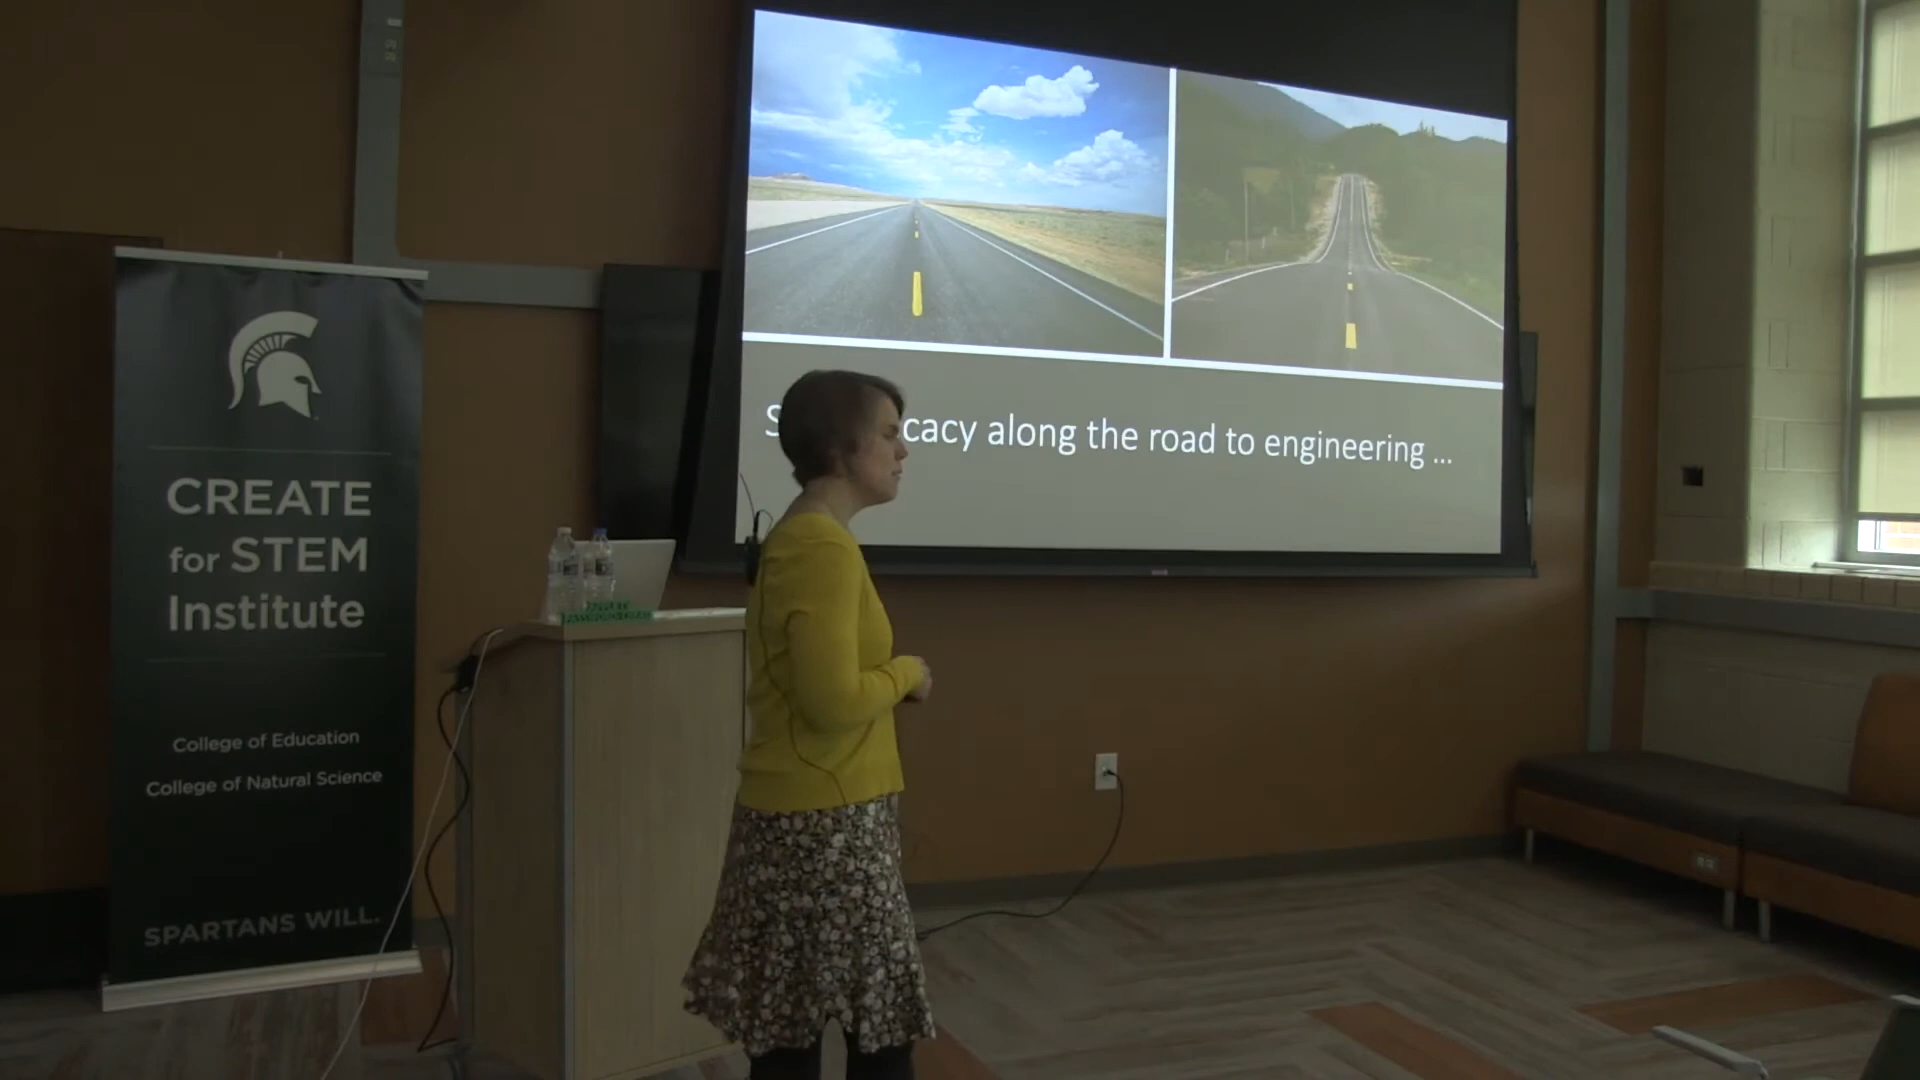 cacy along the road to engineering ...
CREATE
for STEM
Institute
College of Education
College of Natural Science
SPARTANS WILL.